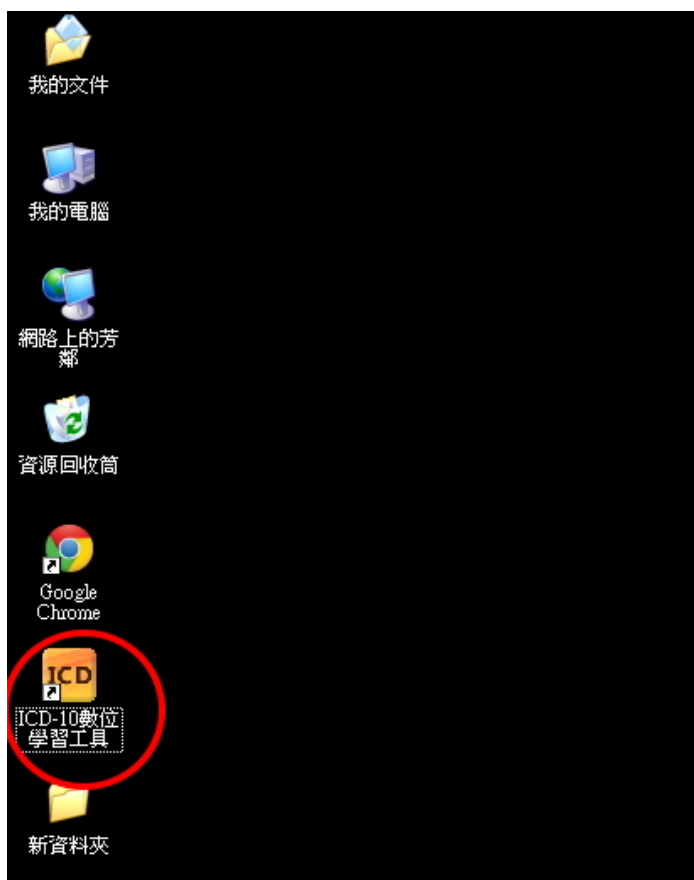 我的文件
我的電腦
網路上的芳
鄰
資源回收筒
Google
Chrome
ICD
ICD-10數位
學習工具
新資料夾